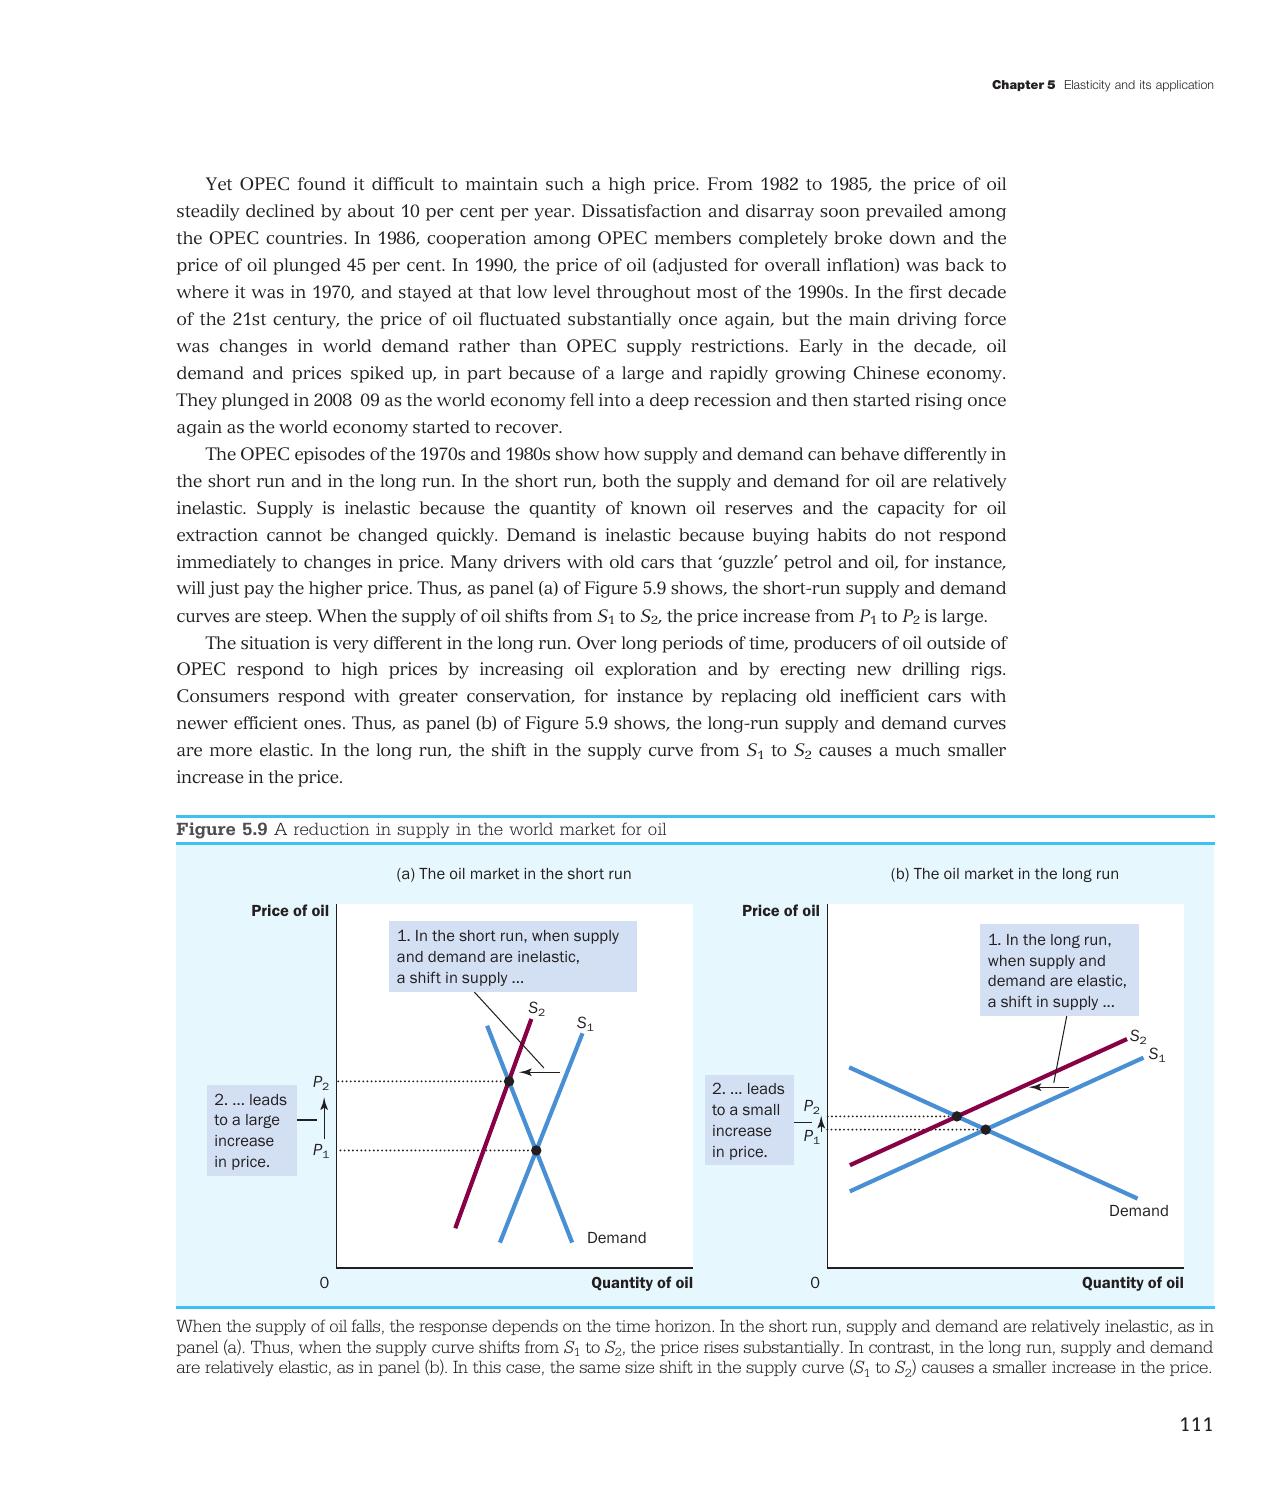 Chapter 5 Elasticity and its application
Yet OPEC found it difficult to maintain such a high price. From 1982 to 1985, the price of oil
steadily declined by about 10 per cent per year. Dissatisfaction and disarray soon prevailed among
the OPEC countries. In 1986, cooperation among OPEC members completely broke down and the
price of oil plunged 45 per cent. In 1990, the price of oil (adjusted for overall inflation) was back to
where it was in 1970, and stayed at that low level throughout most of the 1990s. In the first decade
of the 21st century, the price of oil fluctuated substantially once again, but the main driving force
was changes in world demand rather than OPEC supply restrictions. Early in the decade, oil
demand and prices spiked up, in part because of a large and rapidly growing Chinese economy.
They plunged in 2008 09 as the world economy fell into a deep recession and then started rising once
again as the world economy started to recover.
The OPEC episodes of the 1970s and 1980s show how supply and demand can behave differently in
the short run and in the long run. In the short run, both the supply and demand for oil are relatively
inelastic. Supply is inelastic because the quantity of known oil reserves and the capacity for oil
extraction cannot be changed quickly. Demand is inelastic because buying habits do not respond
immediately to changes in price. Many drivers with old cars that ‘guzzle’ petrol and oil, for instance,
will just pay the higher price. Thus, as panel (a) of Figure 5.9 shows, the short-run supply and demand
curves are steep. When the supply of oil shifts from S₁ to S₂, the price increase from P₁ to P₂ is large.
The situation is very different in the long run. Over long periods of time, producers of oil outside of
OPEC respond to high prices by increasing oil exploration and by erecting new drilling rigs.
Consumers respond with greater conservation, for instance by replacing old inefficient cars with
newer efficient ones. Thus, as panel (b) of Figure 5.9 shows, the long-run supply and demand curves
are more elastic. In the long run, the shift in the supply curve from S₁ to S₂ causes a much smaller
increase in the price.
Figure 5.9 A reduction in supply in the world market for oil
(a) The oil market in the short run
Price of oil
1. In the short run, when supply
and demand are inelastic,
a shift in supply ...
S₂
S₁
P₂
2. ... leads
to a large
increase
in price.
P₁
Demand
0
Quantity of oil
(b) The oil market in the long run
Price of oil
1. In the long run,
when supply and
demand are elastic,
a shift in supply ...
S₂
S₁
2. ... leads
to a small
increase
in price.
P₂
P₁
Demand
0
Quantity of oil
When the supply of oil falls, the response depends on the time horizon. In the short run, supply and demand are relatively inelastic, as in
panel (a). Thus, when the supply curve shifts from S₁ to S₂, the price rises substantially. In contrast, in the long run, supply and demand
are relatively elastic, as in panel (b). In this case, the same size shift in the supply curve (S₁ to S₂) causes a smaller increase in the price.
111